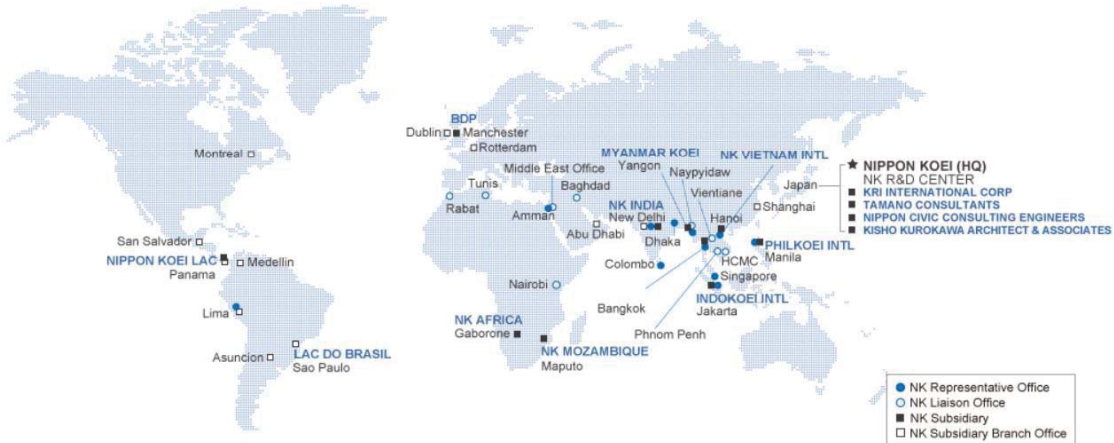 BDP
Dublin
Manchester
Rotterdam
Montreal
Middle East Office
MYANMAR KOEI
Yangon
NK VIETNAM INTL
Naypyidaw
Vientiane
Tunis
Baghdad
Rabat
Amman
Abu Dhabi
NK INDIA
New Delhi
Dhaka
Hanoi
Shanghai
Japan
★ NIPPON KOEI (HQ)
NK R&D CENTER
KRI INTERNATIONAL CORP
TAMANO CONSULTANTS
NIPPON CIVIC CONSULTING ENGINEERS
KISHO KUROKAWA ARCHITECT & ASSOCIATES
San Salvador
NIPPON KOEI LAC
Panama
Medellin
Colombo
HCMC
Singapore
PHILKOEI INTL
Manila
Nairobi
Bangkok
INDOKOEI INTL
Jakarta
Lima
Phnom Penh
NK AFRICA
Gaborone
NK MOZAMBIQUE
Maputo
Asuncion
LAC DO BRASIL
Sao Paulo
NK Representative Office
NK Liaison Office
NK Subsidiary
NK Subsidiary Branch Office